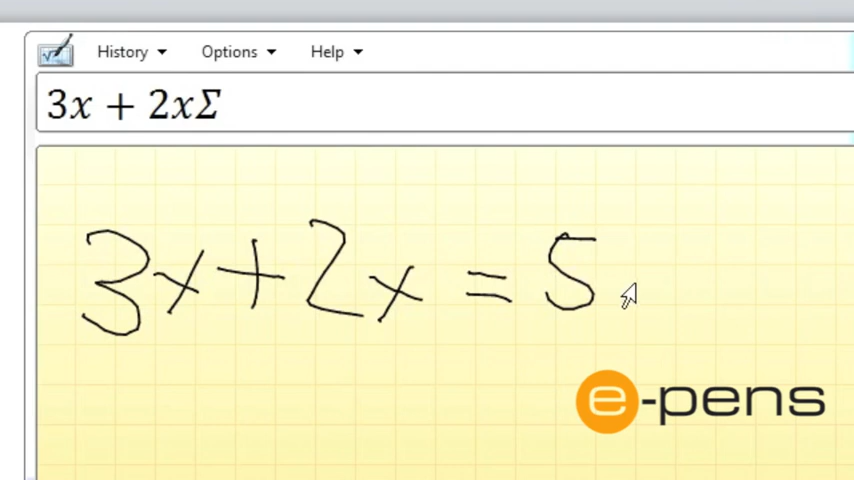 History Options Help
3x + 2xΣ
3x+2x = 5
e-pens